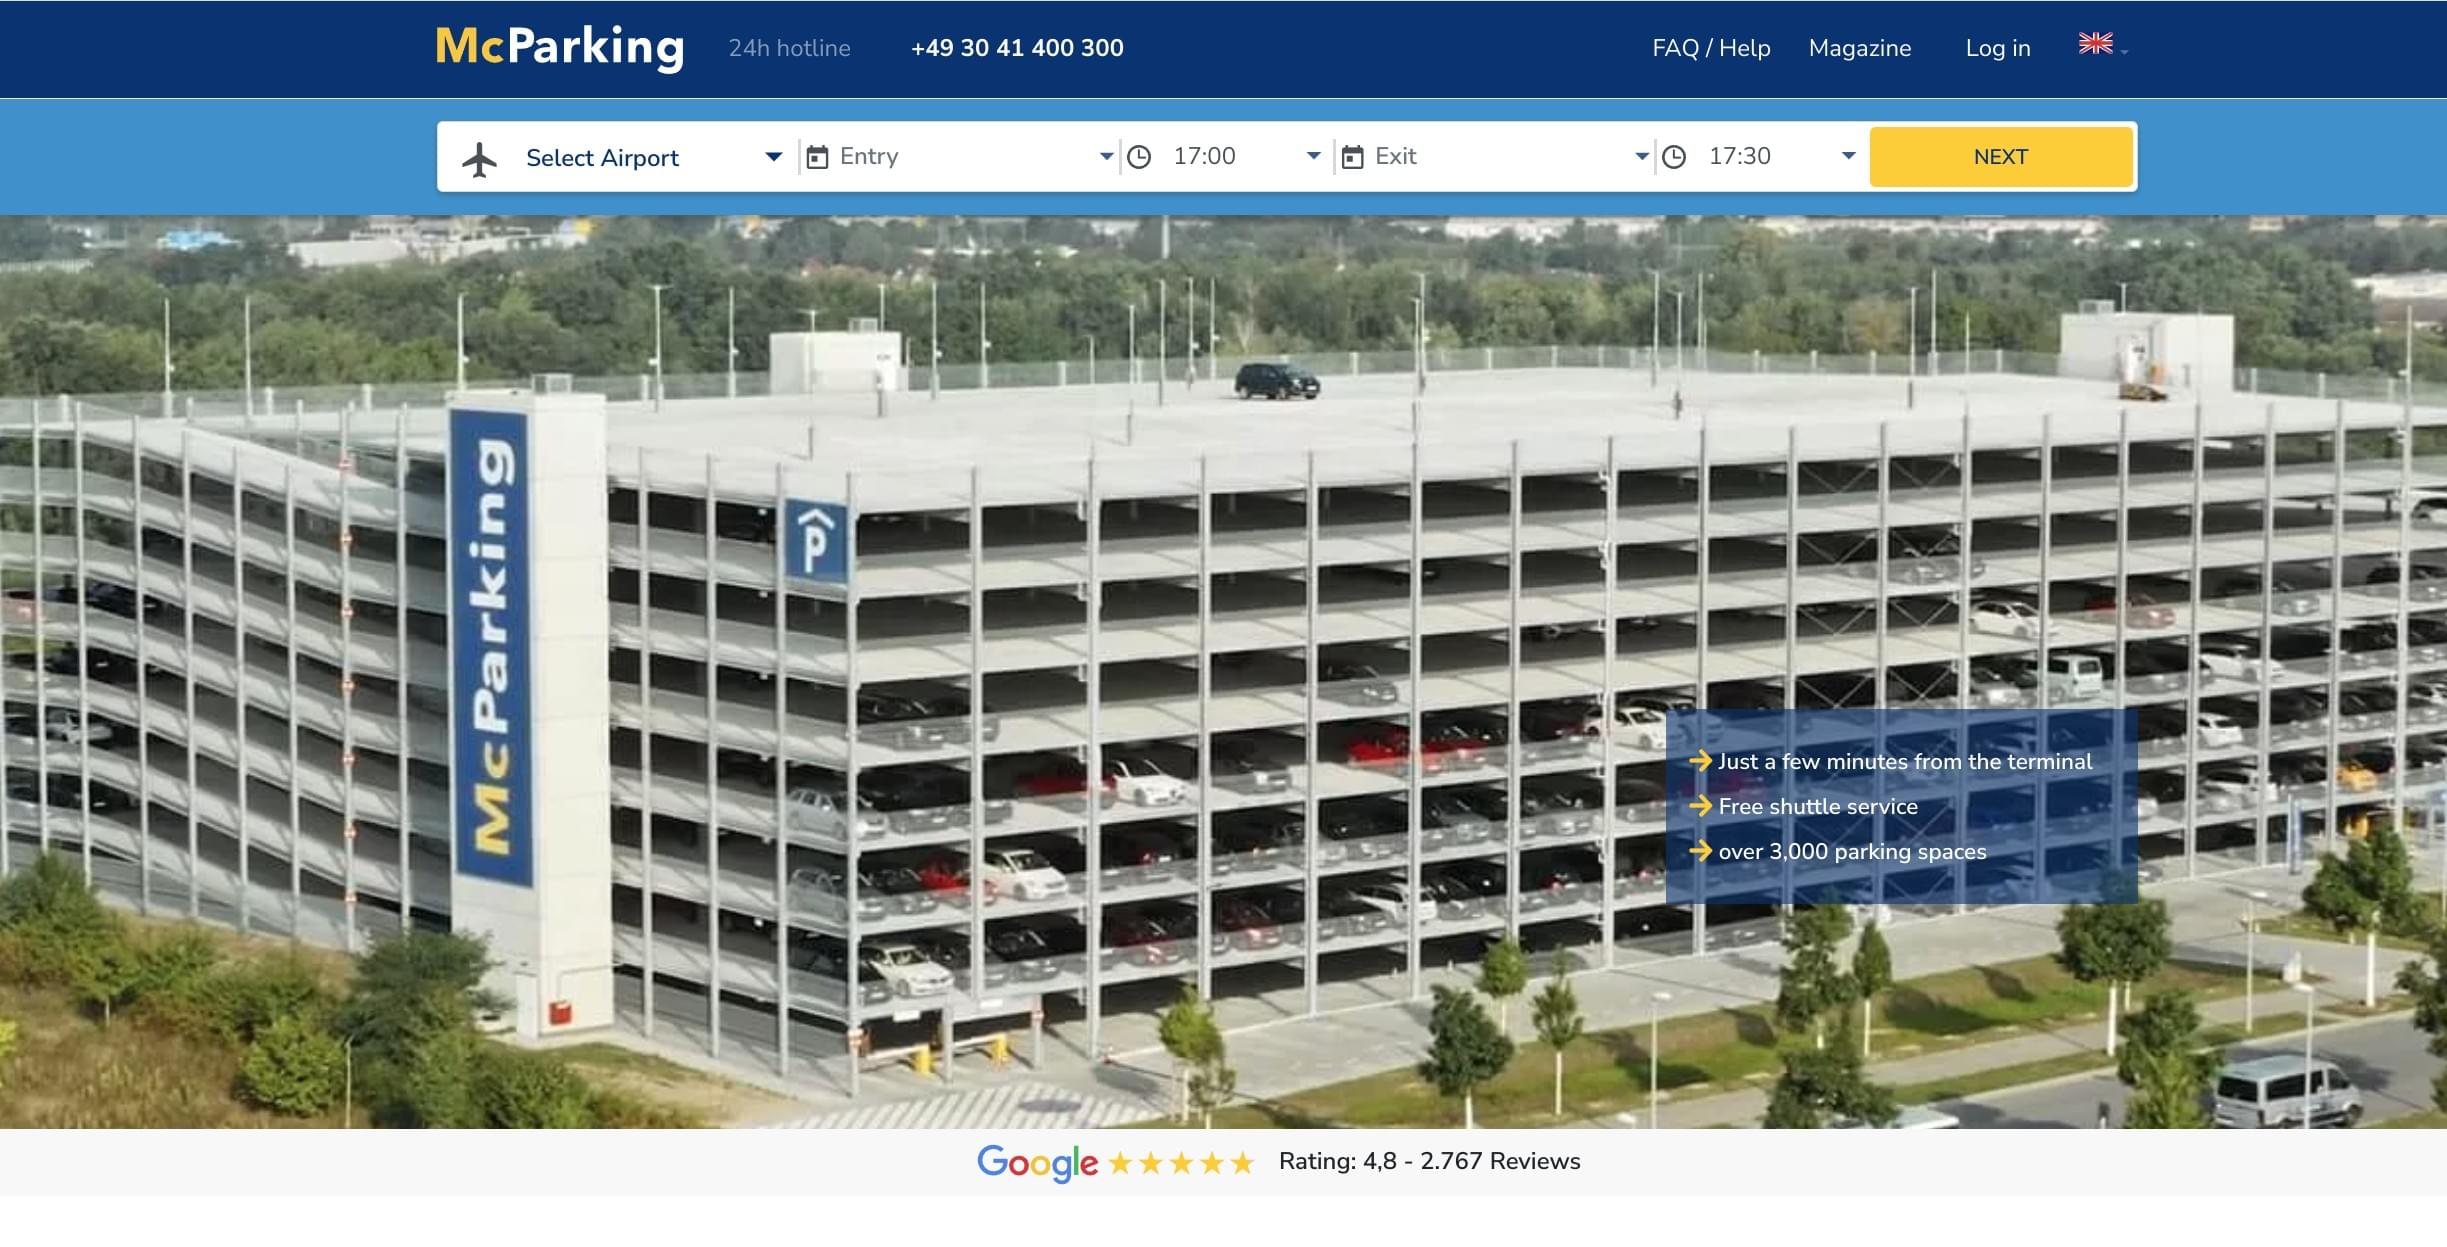 McParking
24h hotline
+49 30 41 400 300
FAQ / Help
Magazine
Log in
Select Airport
Entry
17:00
Exit
17:30
NEXT
McParking
P
Just a few minutes from the terminal
Free shuttle service
over 3,000 parking spaces
Google
Rating: 4,8 - 2.767 Reviews